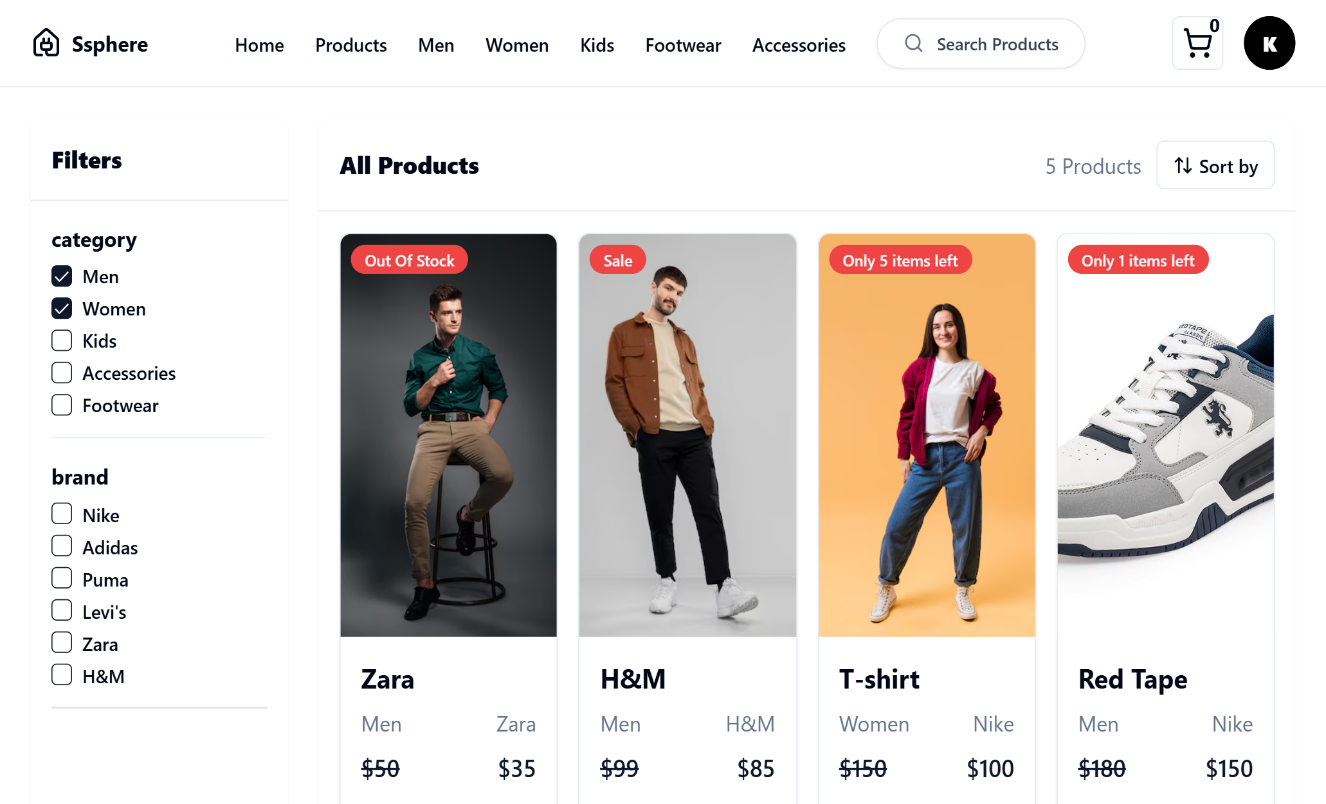 Ssphere
Home Products Men Women Kids Footwear Accessories
Search Products
0
K
Filters
category
Men
Women
Kids
Accessories
Footwear
brand
Nike
Adidas
Puma
Levi's
Zara
H&M
All Products
5 Products
Sort by
Out Of Stock
Zara
Men Zara
$50 $35
Sale
H&M
Men H&M
$99 $85
Only 5 items left
T-shirt
Women Nike
$150 $100
Only 1 items left
Red Tape
Men Nike
$180 $150